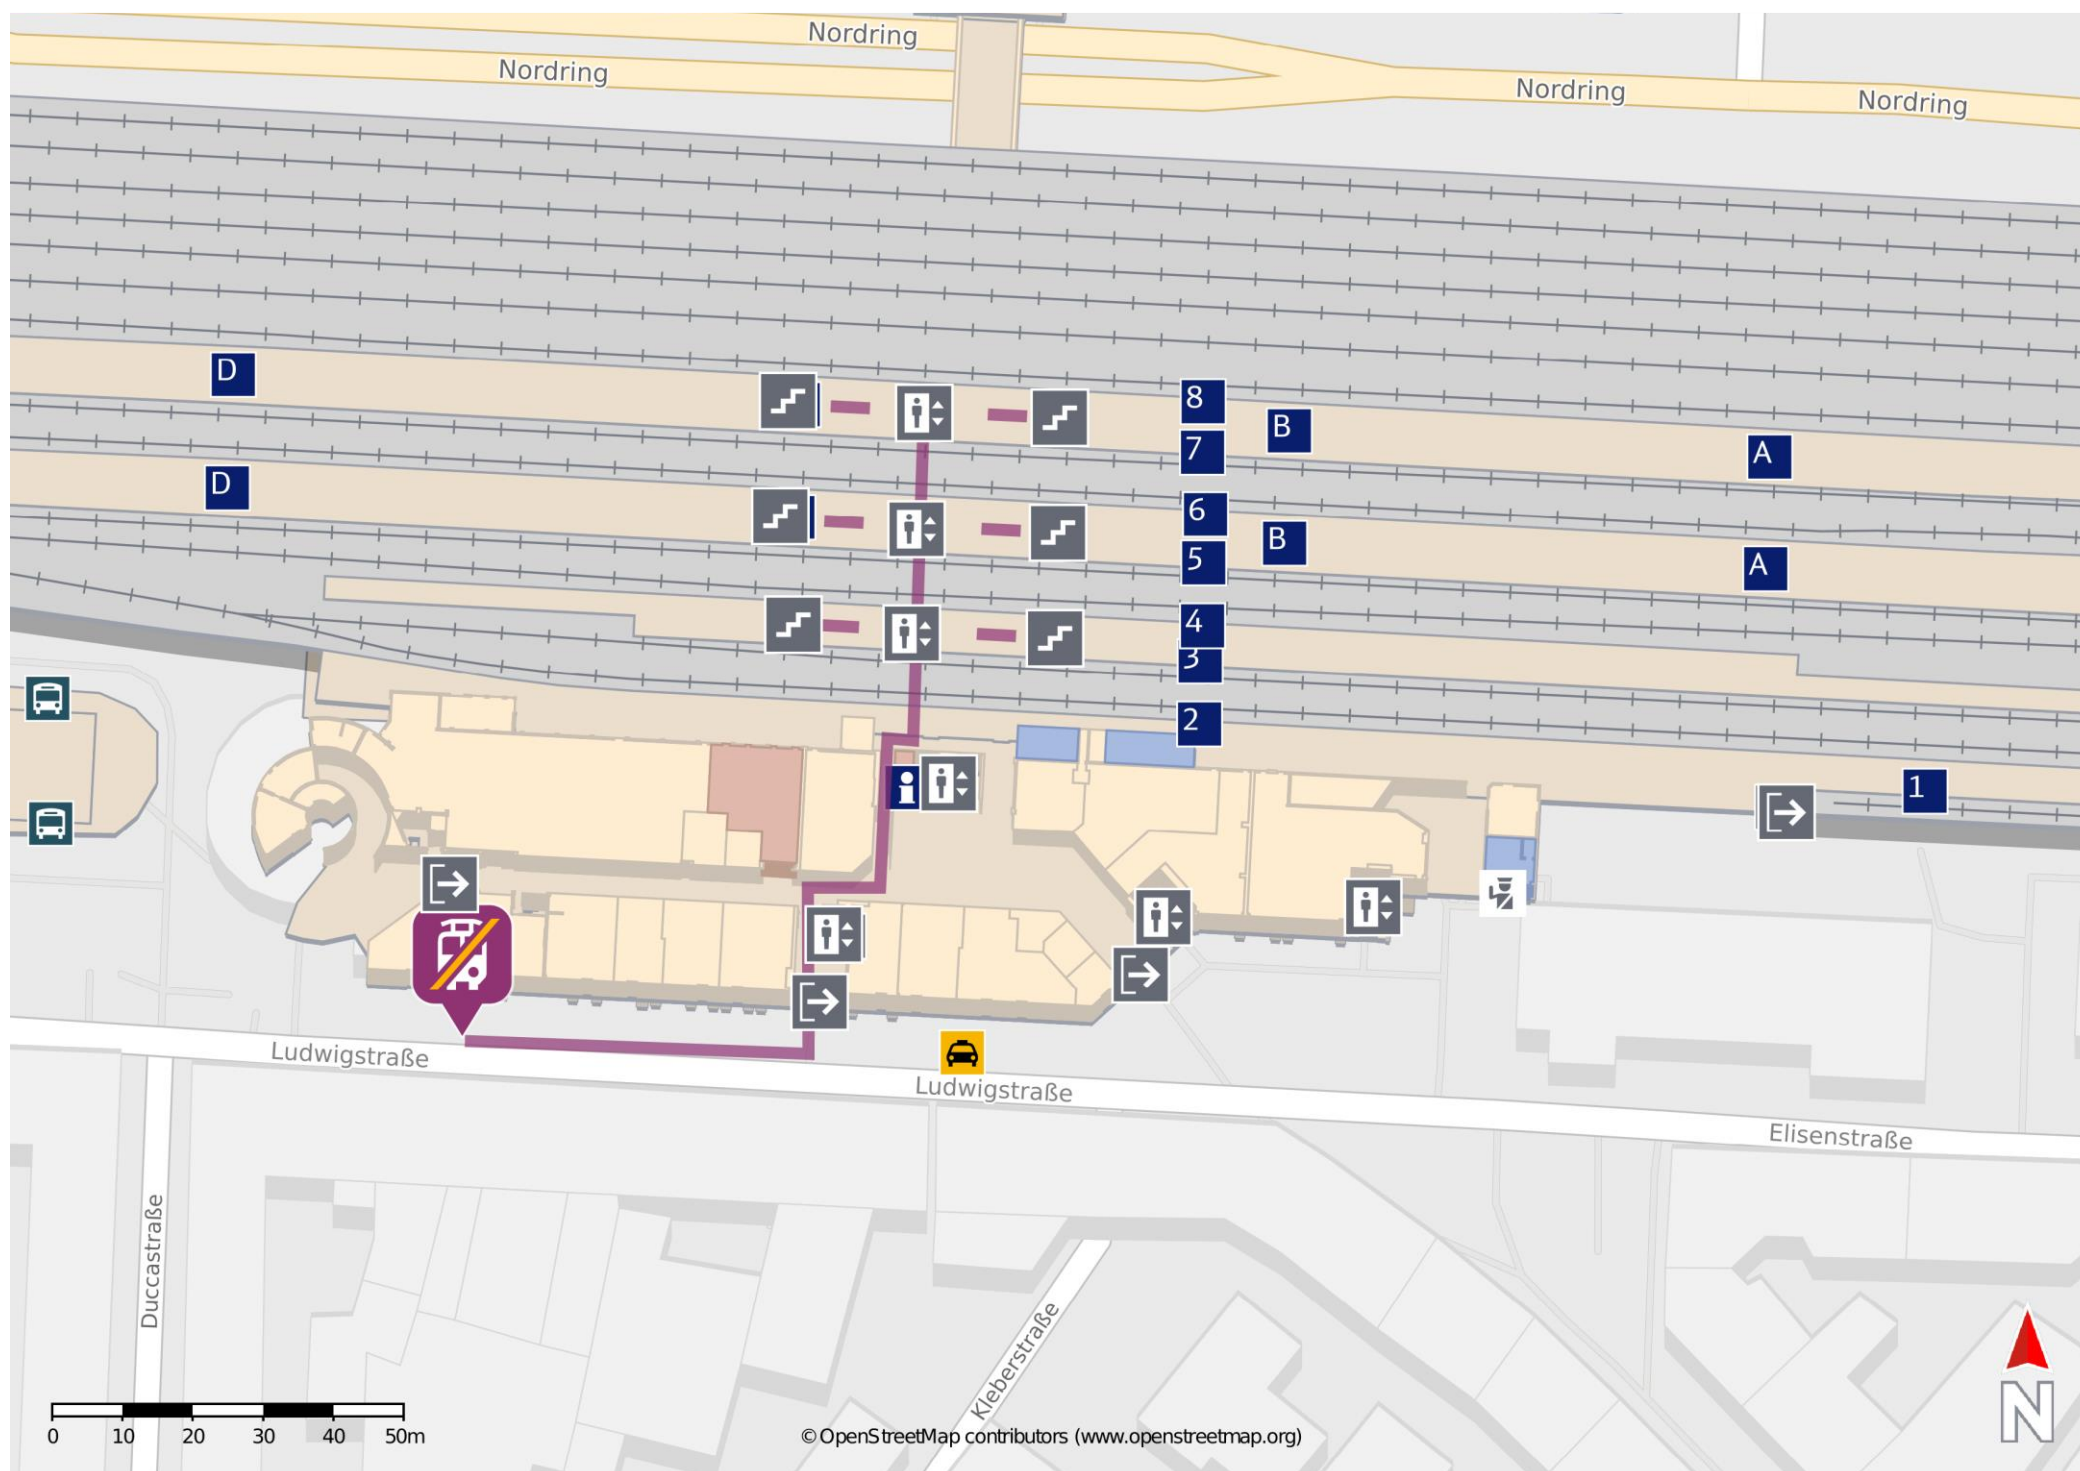 Nordring
Nordring
Nordring
Nordring
D
8
B
7
A
D
6
B
5
A
4
3
2
1
Ludwigstraße
Ludwigstraße
Elisenstraße
Duccastraße
Kleberstraße
0 10 20 30 40 50m
© OpenStreetMap contributors (www.openstreetmap.org)
N